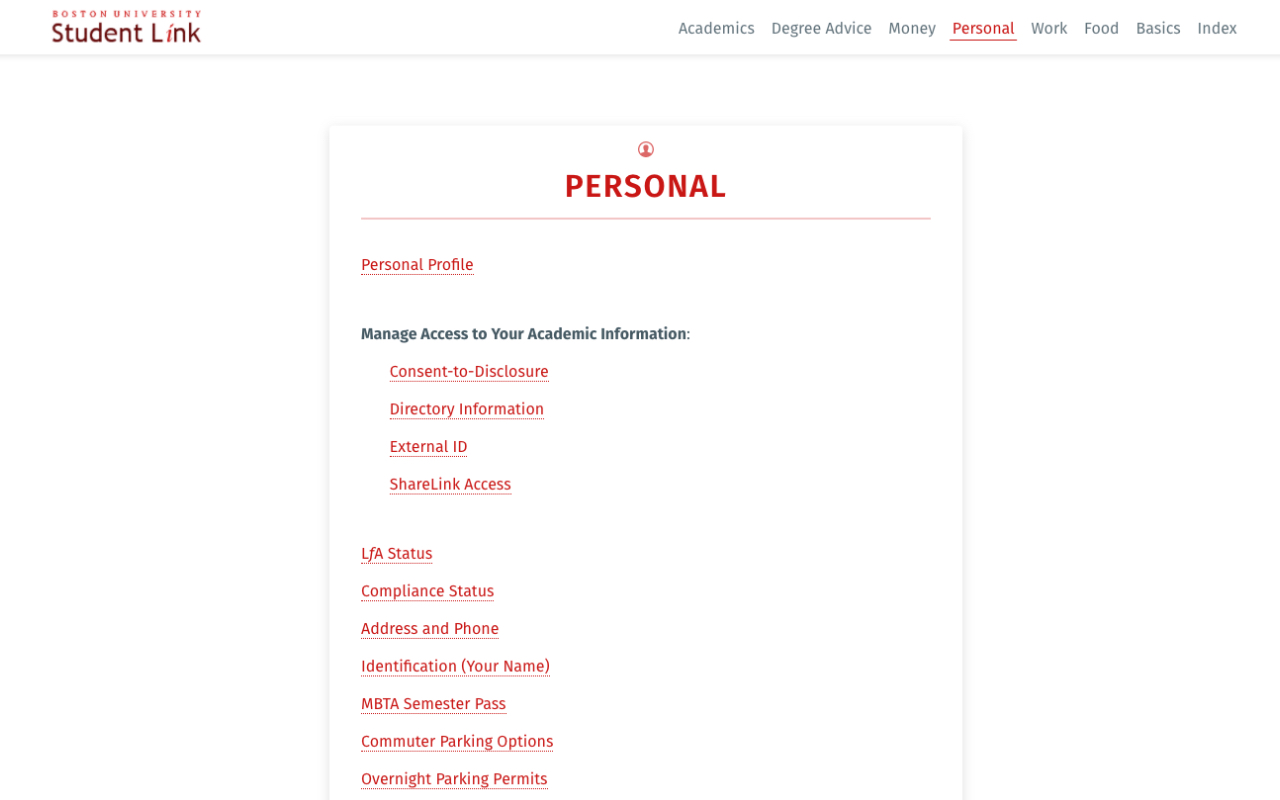 BOSTON UNIVERSITY
Student Link
Academics Degree Advice Money Personal Work Food Basics Index
PERSONAL
Personal Profile
Manage Access to Your Academic Information:
Consent-to-Disclosure
Directory Information
External ID
ShareLink Access
LfA Status
Compliance Status
Address and Phone
Identification (Your Name)
MBTA Semester Pass
Commuter Parking Options
Overnight Parking Permits